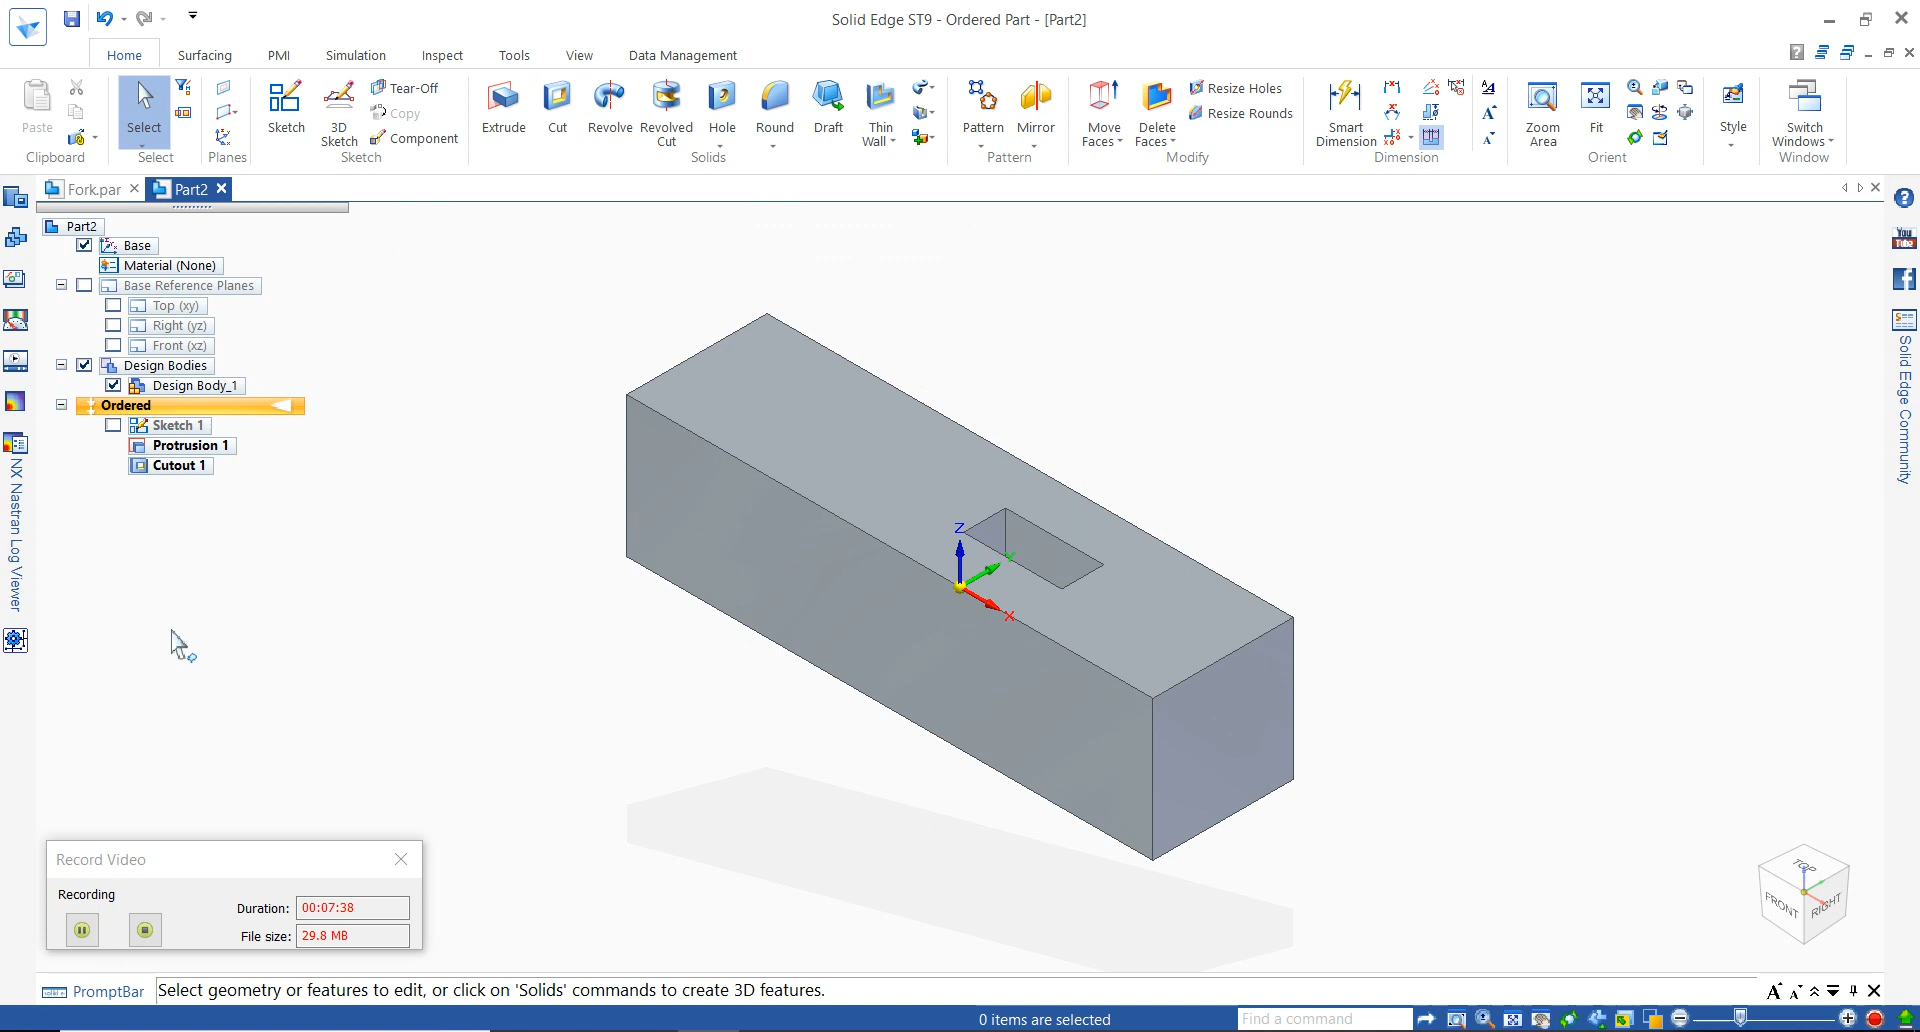 Solid Edge ST9 - Ordered Part - [Part2]
Home Surfacing PMI Simulation Inspect Tools View Data Management
Paste
Clipboard
Select
Select
Planes
Sketch
3D Sketch
Tear-Off
Copy
Component
Sketch
Extrude Cut Revolve Revolved Cut Hole Round Draft Thin Wall
Solids
Pattern Mirror
Pattern
Move Faces Delete Faces
Resize Holes
Resize Rounds
Modify
Smart Dimension
Dimension
Zoom Area Fit
Orient
Style
Switch Windows
Window
Fork.par Part2
Part2
Base
Material (None)
Base Reference Planes
Top (xy)
Right (yz)
Front (xz)
Design Bodies
Design Body_1
Ordered
Sketch 1
Protrusion 1
Cutout 1
NX Nastran Log Viewer
You Tube
Solid Edge Community
Z
Y
X
TOP
FRONT
RIGHT
Record Video
Recording
Duration: 00:07:38
File size: 29.8 MB
PromptBar Select geometry or features to edit, or click on 'Solids' commands to create 3D features.
0 items are selected
Find a command